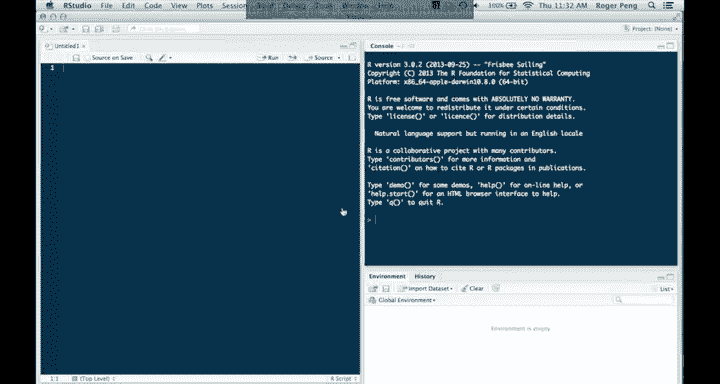 RStudio File Edit Code View Plots Session Build Debug Tools Window Help 100% Thu 11:32 AM Roger Peng
Project: (None)
Untitled1
Source on Save
Run
Source
1
1:1
(Top Level)
R Script
Console
R version 3.0.2 (2013-09-25) -- "Frisbee Sailing"
Copyright (C) 2013 The R Foundation for Statistical Computing
Platform: x86_64-apple-darwin10.8.0 (64-bit)
R is free software and comes with ABSOLUTELY NO WARRANTY.
You are welcome to redistribute it under certain conditions.
Type 'license()' or 'licence()' for distribution details.
Natural language support but running in an English locale
R is a collaborative project with many contributors.
Type 'contributors()' for more information and
'citation()' on how to cite R or R packages in publications.
Type 'demo()' for some demos, 'help()' for on-line help, or
'help.start()' for an HTML browser interface to help.
Type 'q()' to quit R.
>
Environment History
Import Dataset Clear List
Global Environment
Environment is empty